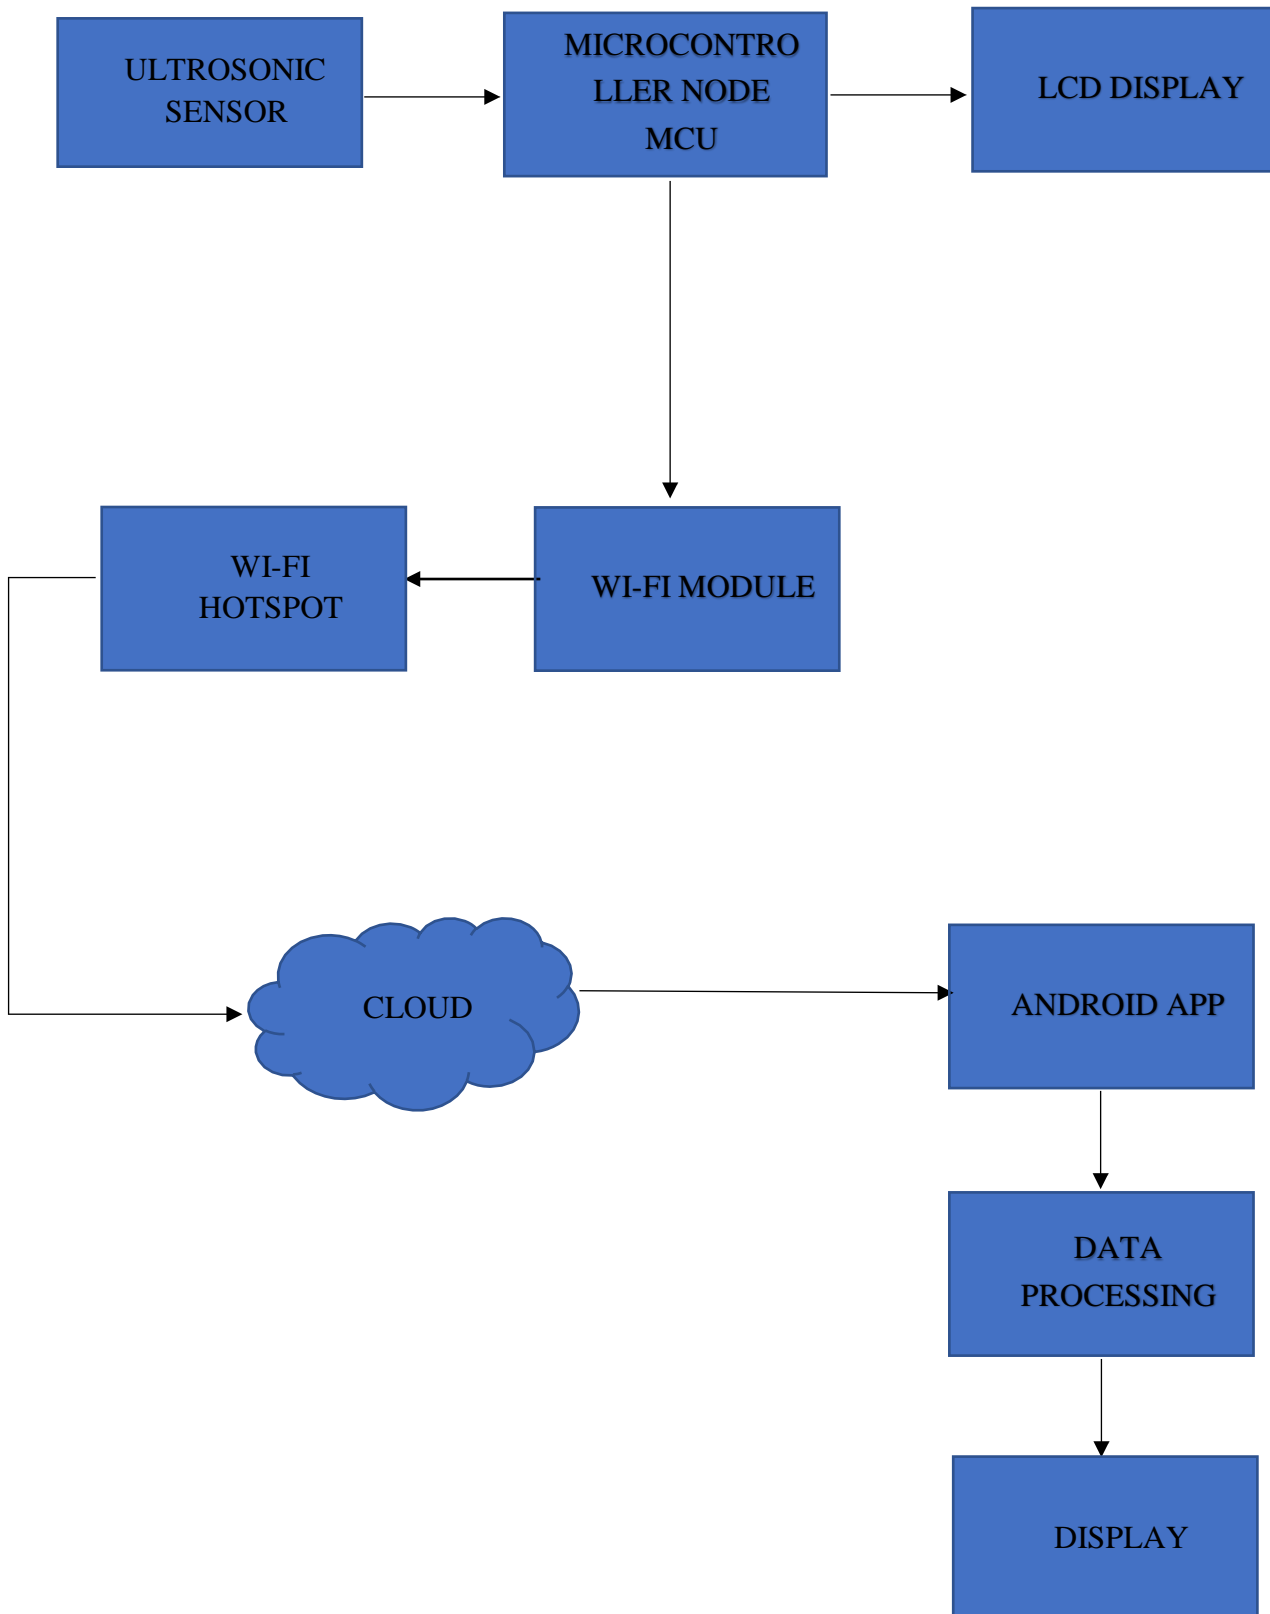 ULTROSONIC
SENSOR
MICROCONTRO
LLER NODE
MCU
LCD DISPLAY
WI-FI
HOTSPOT
WI-FI MODULE
CLOUD
ANDROID APP
DATA
PROCESSING
DISPLAY